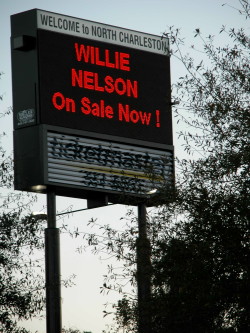 WELCOME to NORTH CHARLESTON
WILLIE
NELSON
On Sale Now !
ticketmaster